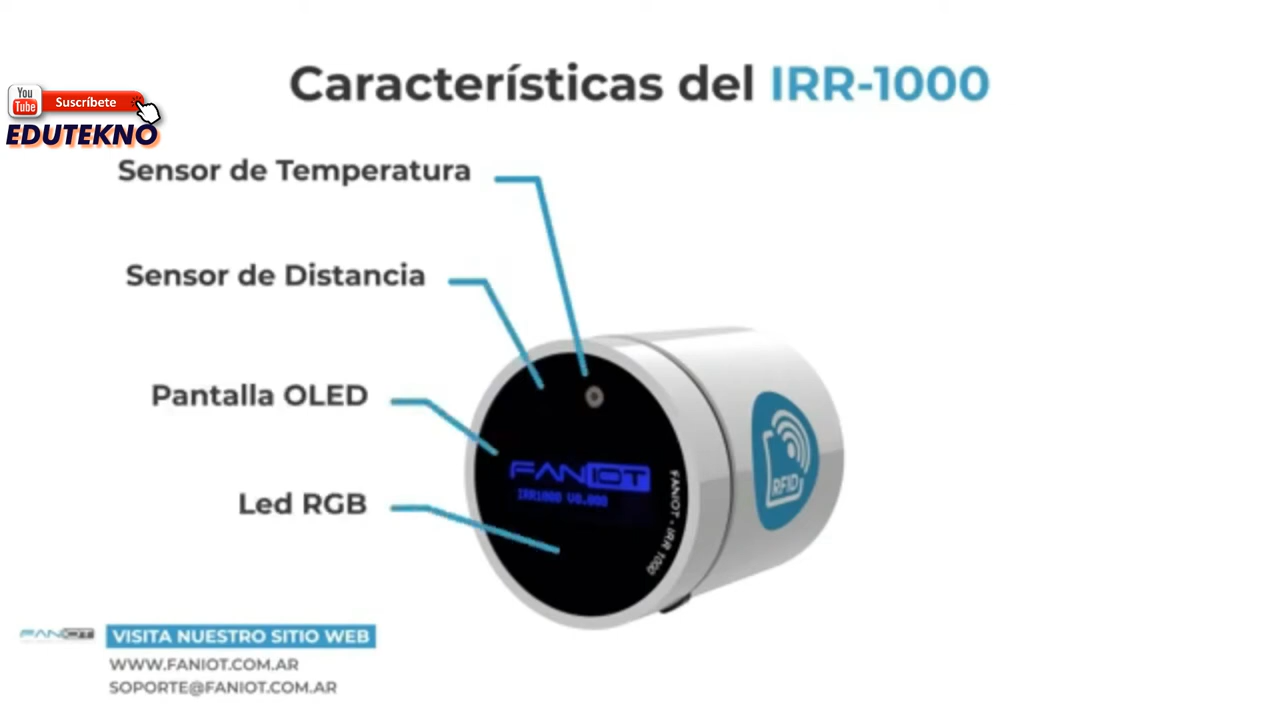 Características del IRR-1000
You
Tube
Suscríbete
EDUTEKNO
Sensor de Temperatura
Sensor de Distancia
Pantalla OLED
Led RGB
FANIOT
IRR1000 V0.000
FANIOT - IRR 1000
RFID
FANIOT
VISITA NUESTRO SITIO WEB
WWW.FANIOT.COM.AR
SOPORTE@FANIOT.COM.AR